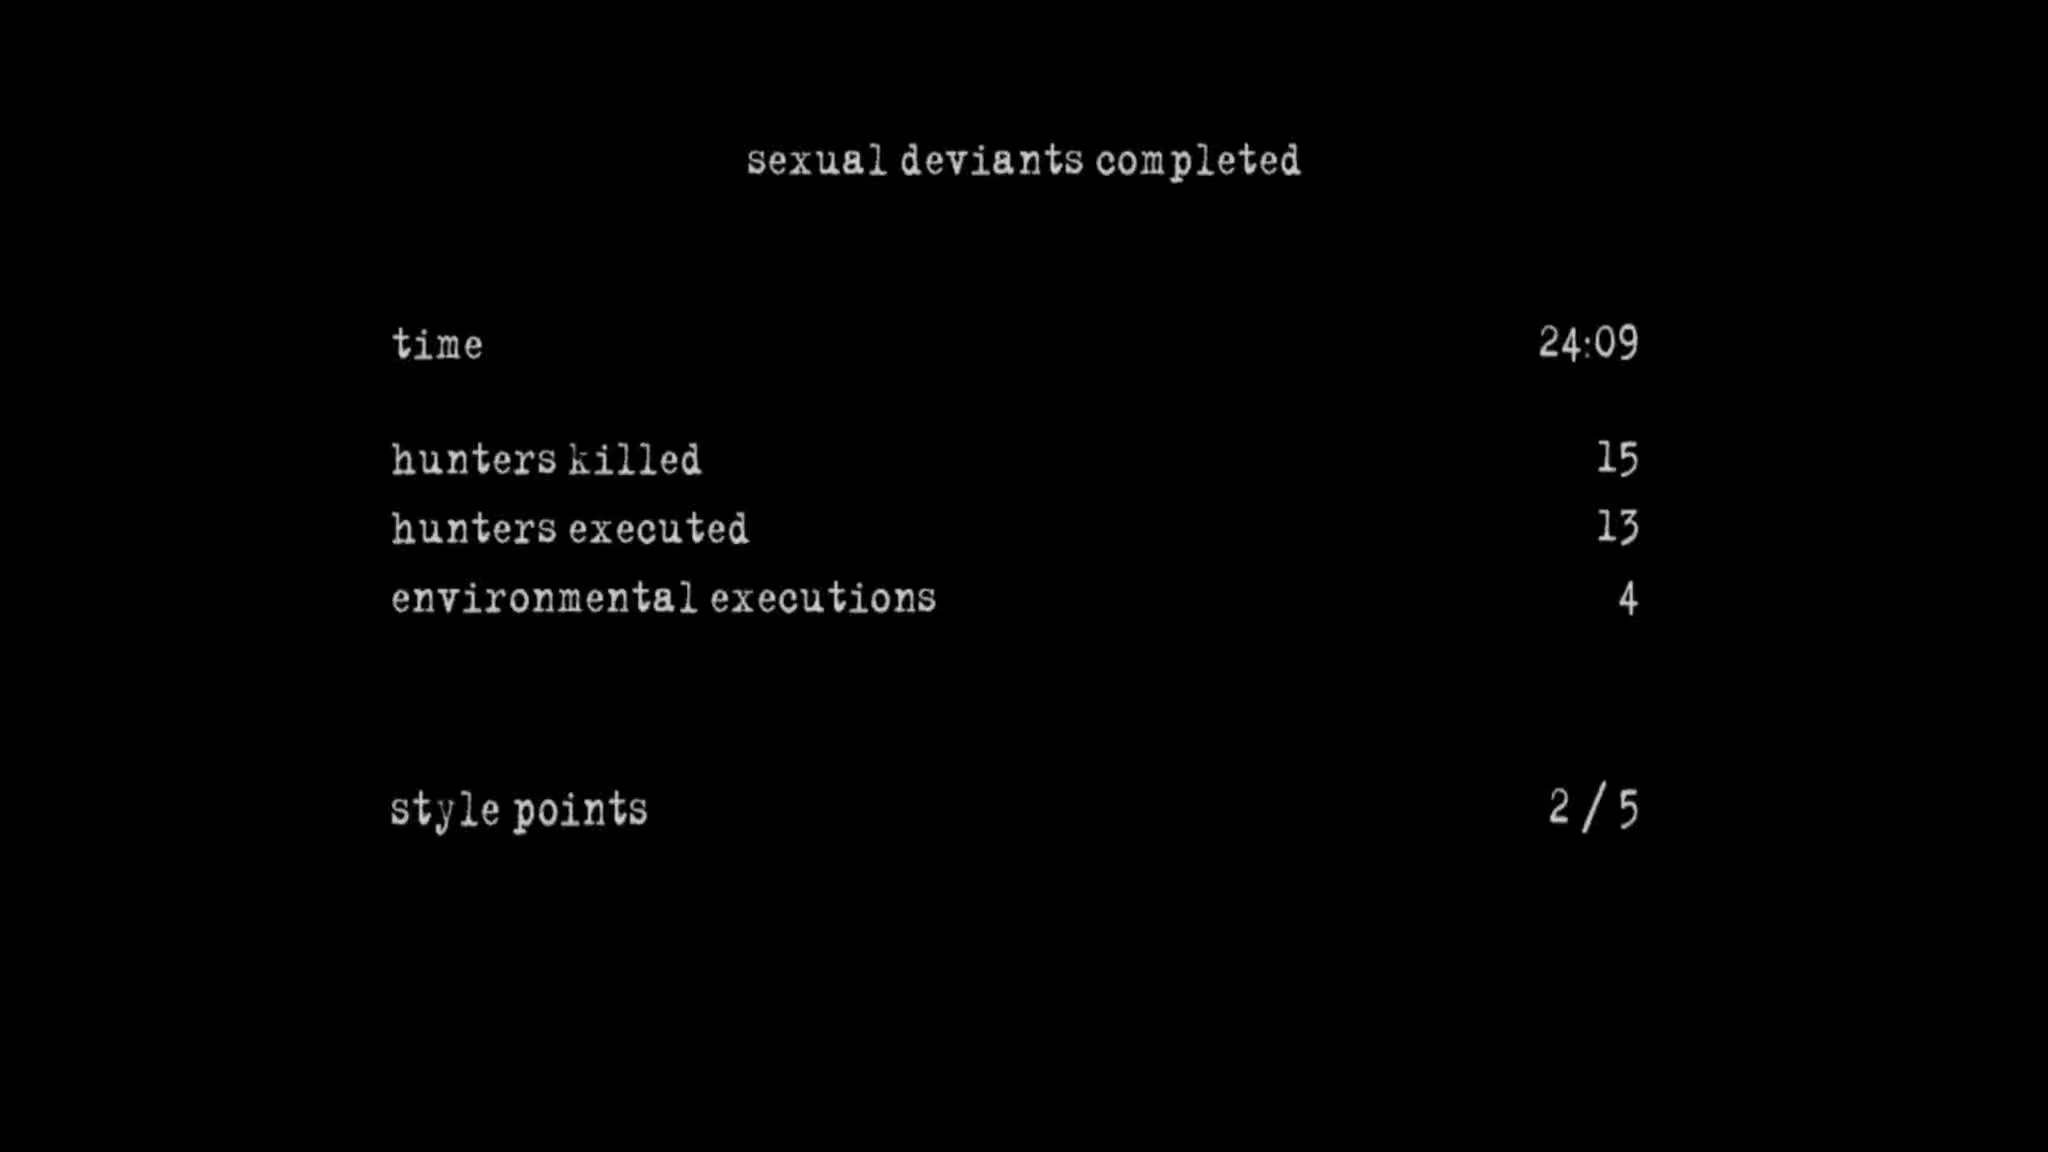 sexual deviants completed
time 24:09
hunters killed 15
hunters executed 13
environmental executions 4
style points 2 / 5